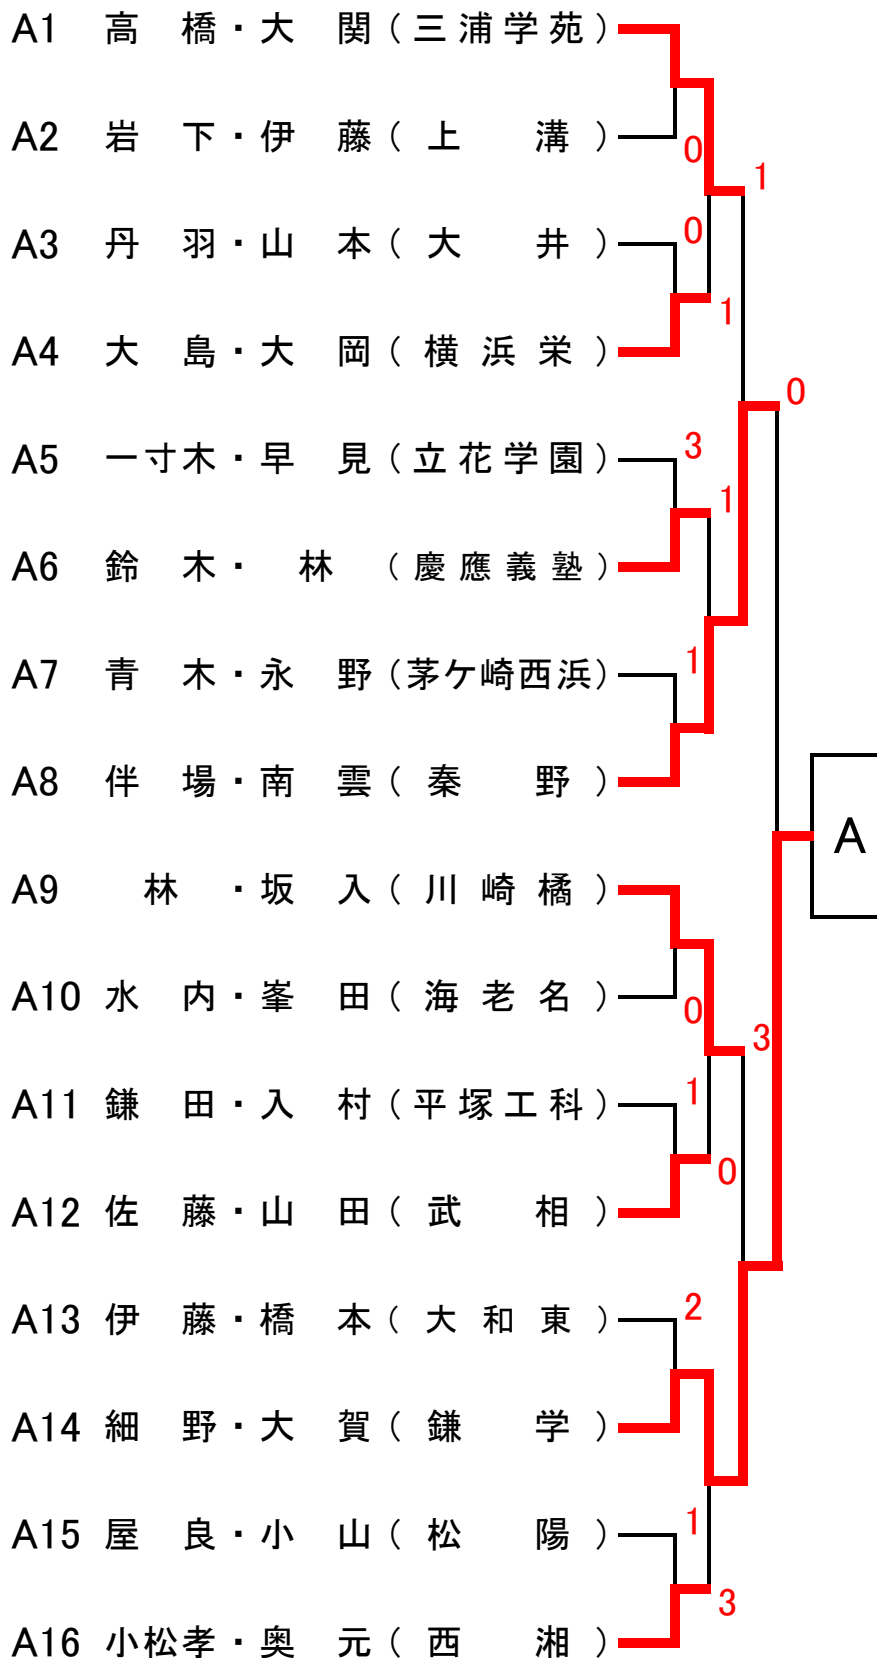 A1 高橋・大関(三浦学苑)
0
1
A2 岩下・伊藤(上溝)
A3 丹羽・山本(大井)
0
1
A4 大島・大岡(横浜栄)
0
A5 一寸木・早見(立花学園)
3
1
A6 鈴木・林(慶應義塾)
A7 青木・永野(茅ケ崎西浜)
1
A8 伴場・南雲(秦野)
A
A9 林・坂入(川崎橘)
A10 水内・峯田(海老名)
0
3
A11 鎌田・入村(平塚工科)
1
0
A12 佐藤・山田(武相)
A13 伊藤・橋本(大和東)
2
A14 細野・大賀(鎌学)
A15 屋良・小山(松陽)
1
3
A16 小松孝・奥元(西湘)